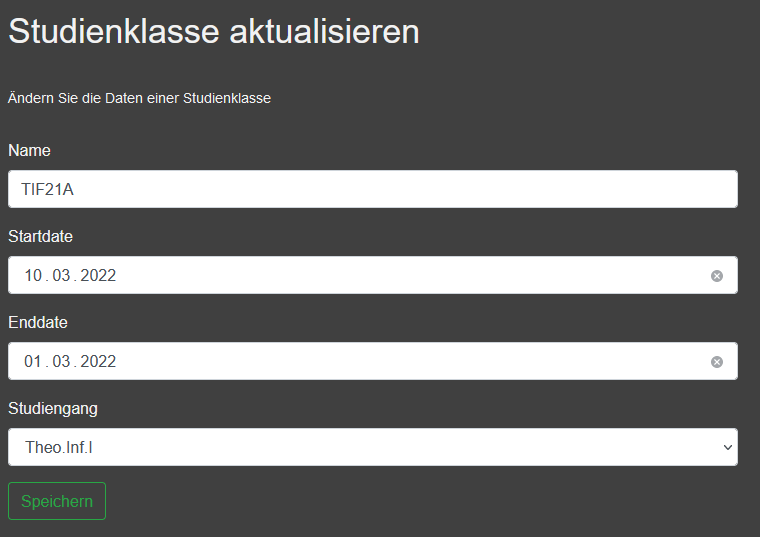 Studienklasse aktualisieren
Ändern Sie die Daten einer Studienklasse
Name
TIF21A
Startdate
10.03.2022
Enddate
01.03.2022
Studiengang
Theo.Inf.I
Speichern